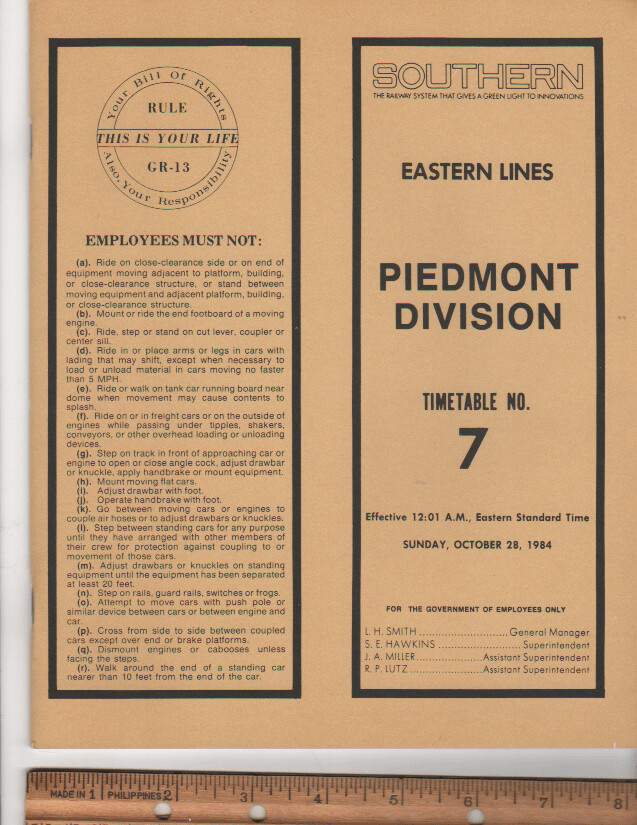 Your Bill Of Rights
RULE
THIS IS YOUR LIFE
GR-13
Also, Your Responsibility
EMPLOYEES MUST NOT:
(a). Ride on close-clearance side or on end of
equipment moving adjacent to platform, building,
or close-clearance structure, or stand between
moving equipment and adjacent platform, building,
or close-clearance structure.
(b). Mount or ride the end footboard of a moving
engine.
(c). Ride, step or stand on cut lever, coupler or
center sill.
(d). Ride in or place arms or legs in cars with
lading that may shift, except when necessary to
load or unload material in cars moving no faster
than 5 MPH.
(e). Ride or walk on tank car running board near
dome when movement may cause contents to
splash.
(f). Ride on or in freight cars or on the outside of
engines while passing under tipples, shakers,
conveyors, or other overhead loading or unloading
devices.
(g). Step on track in front of approaching car or
engine to open or close angle cock, adjust drawbar
or knuckle, apply handbrake or mount equipment.
(h). Mount moving flat cars.
(i). Adjust drawbar with foot.
(j). Operate handbrake with foot.
(k). Go between moving cars or engines to
couple air hoses or to adjust drawbars or knuckles.
(l). Step between standing cars for any purpose
until they have arranged with other members of
their crew for protection against coupling to or
movement of those cars.
(m). Adjust drawbars or knuckles on standing
equipment until the equipment has been separated
at least 20 feet.
(n). Step on rails, guard rails, switches or frogs.
(o). Attempt to move cars with push pole or
similar device between cars or between engine and
car.
(p). Cross from side to side between coupled
cars except over end or brake platforms.
(q). Dismount engines or cabooses unless
facing the steps.
(r). Walk around the end of a standing car
nearer than 10 feet from the end of the car.
SOUTHERN
THE RAILWAY SYSTEM THAT GIVES A GREEN LIGHT TO INNOVATIONS
EASTERN LINES
PIEDMONT
DIVISION
TIMETABLE NO.
7
Effective 12:01 A.M., Eastern Standard Time
SUNDAY, OCTOBER 28, 1984
FOR THE GOVERNMENT OF EMPLOYEES ONLY
L. H. SMITH ............................ General Manager
S. E. HAWKINS .......................... Superintendent
J. A. MILLER..................... Assistant Superintendent
R. P. LUTZ ....................... Assistant Superintendent
MADE IN 1 PHILIPPINES 2 3 4 5 6 7 8